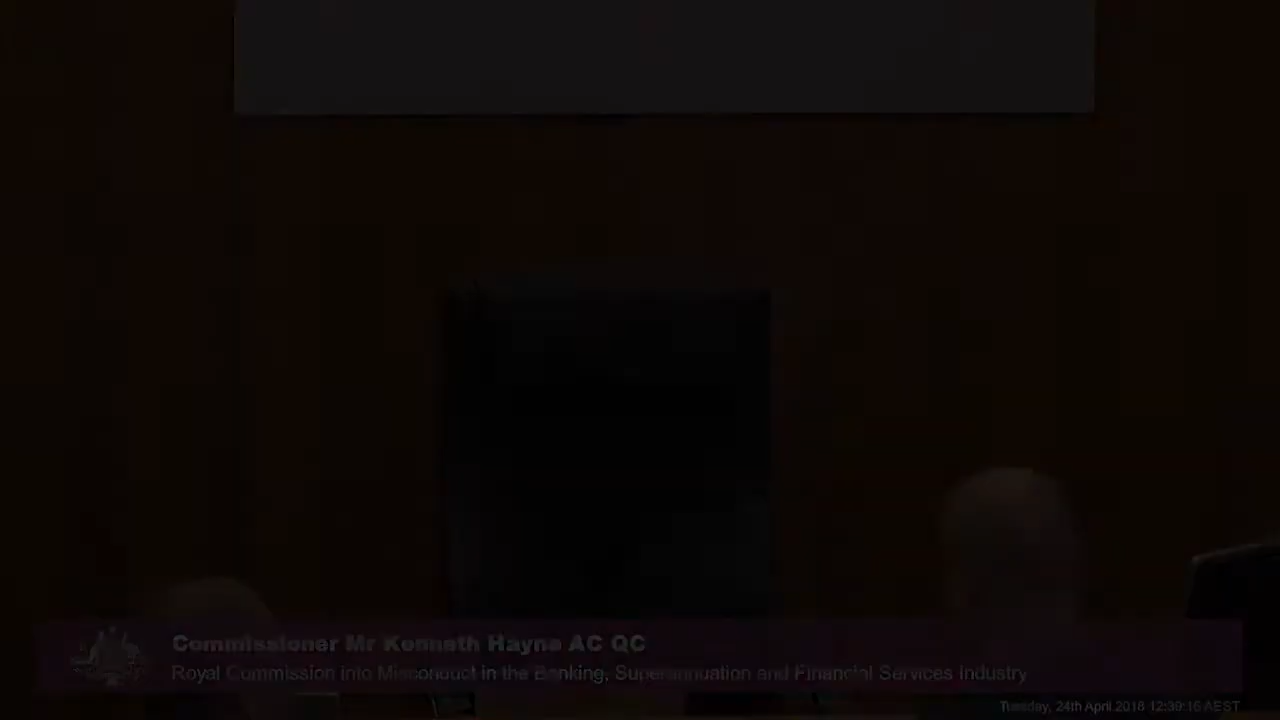 Commissioner Mr Kenneth Hayne AC QC
Royal Commission into Misconduct in the Banking, Superannuation and Financial Services Industry
Tuesday, 24th April 2018 12:39:16 AEST